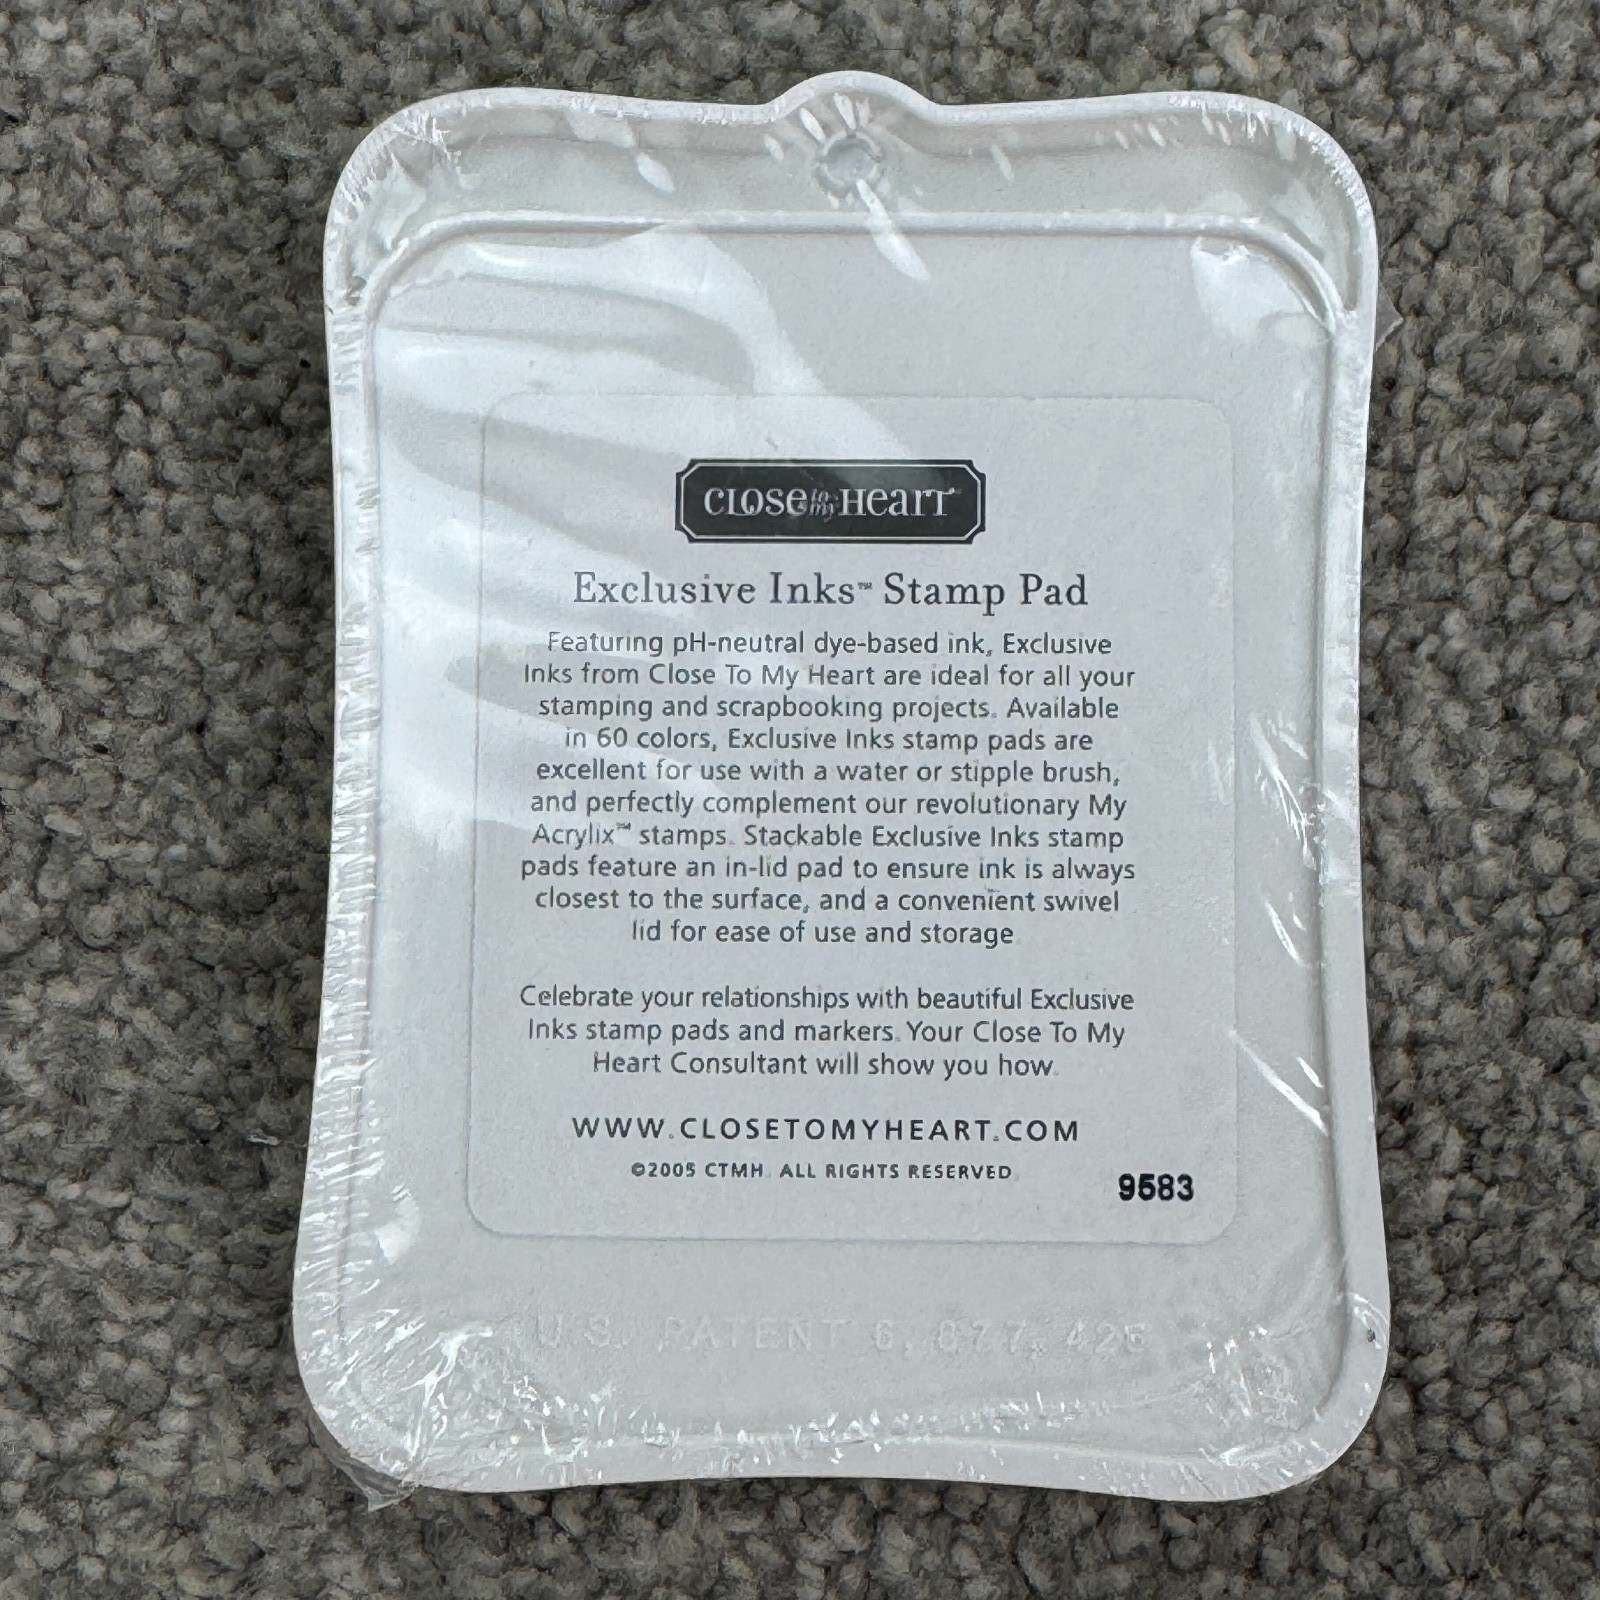 CLOSE to my HEART
Exclusive Inks™ Stamp Pad
Featuring pH-neutral dye-based ink, Exclusive
Inks from Close To My Heart are ideal for all your
stamping and scrapbooking projects. Available
in 60 colors, Exclusive Inks stamp pads are
excellent for use with a water or stipple brush,
and perfectly complement our revolutionary My
Acrylix™ stamps. Stackable Exclusive Inks stamp
pads feature an in-lid pad to ensure ink is always
closest to the surface, and a convenient swivel
lid for ease of use and storage.
Celebrate your relationships with beautiful Exclusive
Inks stamp pads and markers. Your Close To My
Heart Consultant will show you how.
WWW.CLOSETOMYHEART.COM
©2005 CTMH. ALL RIGHTS RESERVED.
9583
U.S. PATENT